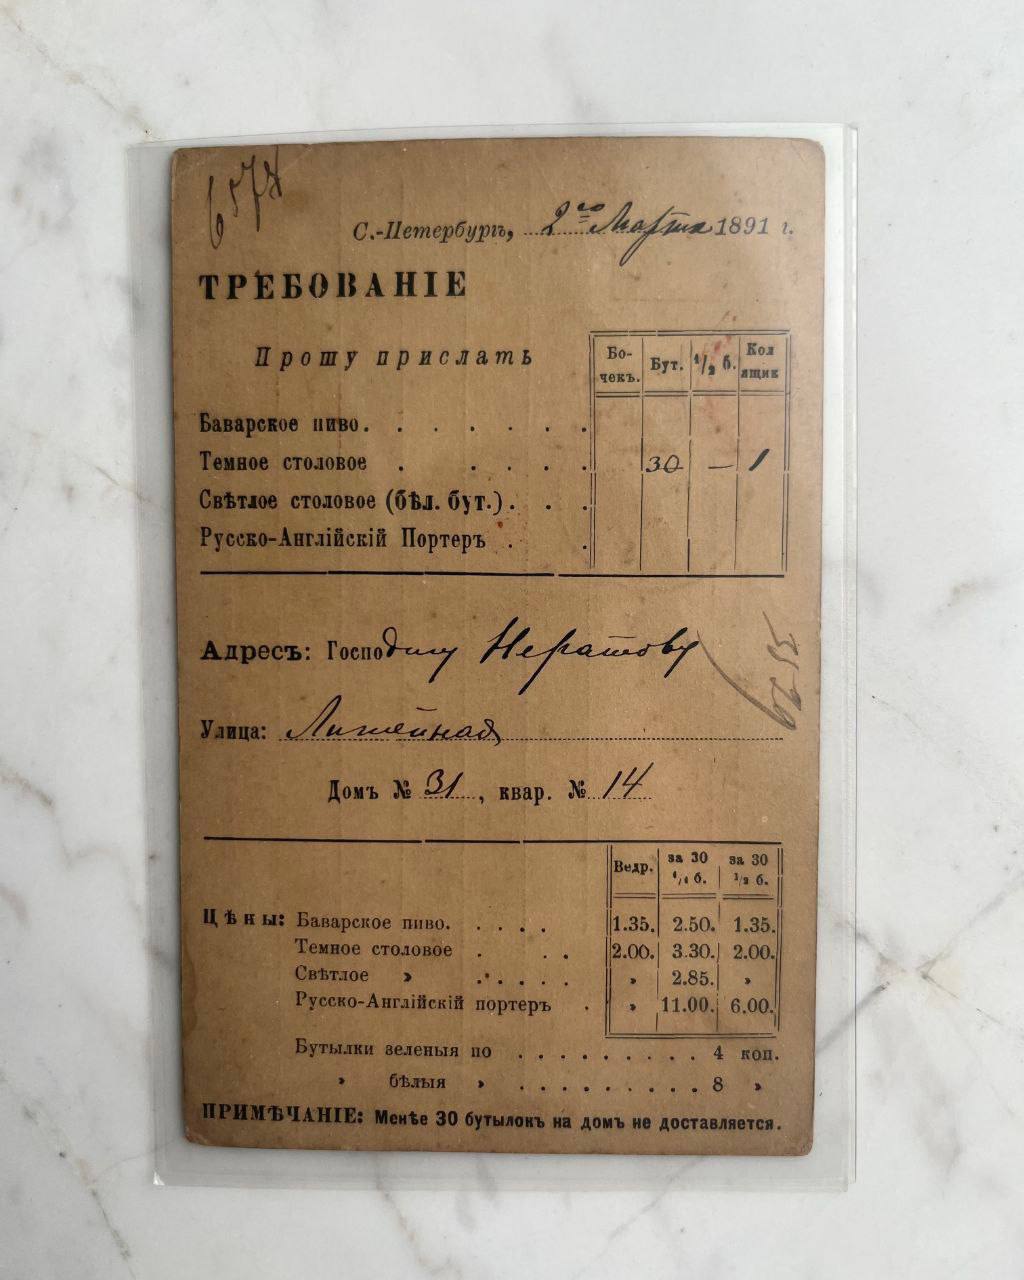 6578
С.-Петербургъ, 2го Марта 1891 г.
ТРЕБОВАНІЕ
Прошу прислать
Бо-чекъ. Бут. 1/2 б. Кол ящик
Баварское пиво.
Темное столовое 30 — 1
Свѣтлое столовое (бѣл. бут.)
Русско-Англійскій Портеръ
Адресъ: Господину Нератову
Улица: Литейная
Домъ № 31, квар. № 14
Ведр. за 30 1/1 б. за 30 1/2 б.
Цѣны: Баварское пиво. 1.35. 2.50. 1.35.
Темное столовое 2.00. 3.30. 2.00.
Свѣтлое » » 2.85. »
Русско-Англійскій портеръ » 11.00. 6.00.
Бутылки зеленыя по 4 коп.
» бѣлыя » 8 »
ПРИМѢЧАНІЕ: Менѣе 30 бутылокъ на домъ не доставляется.